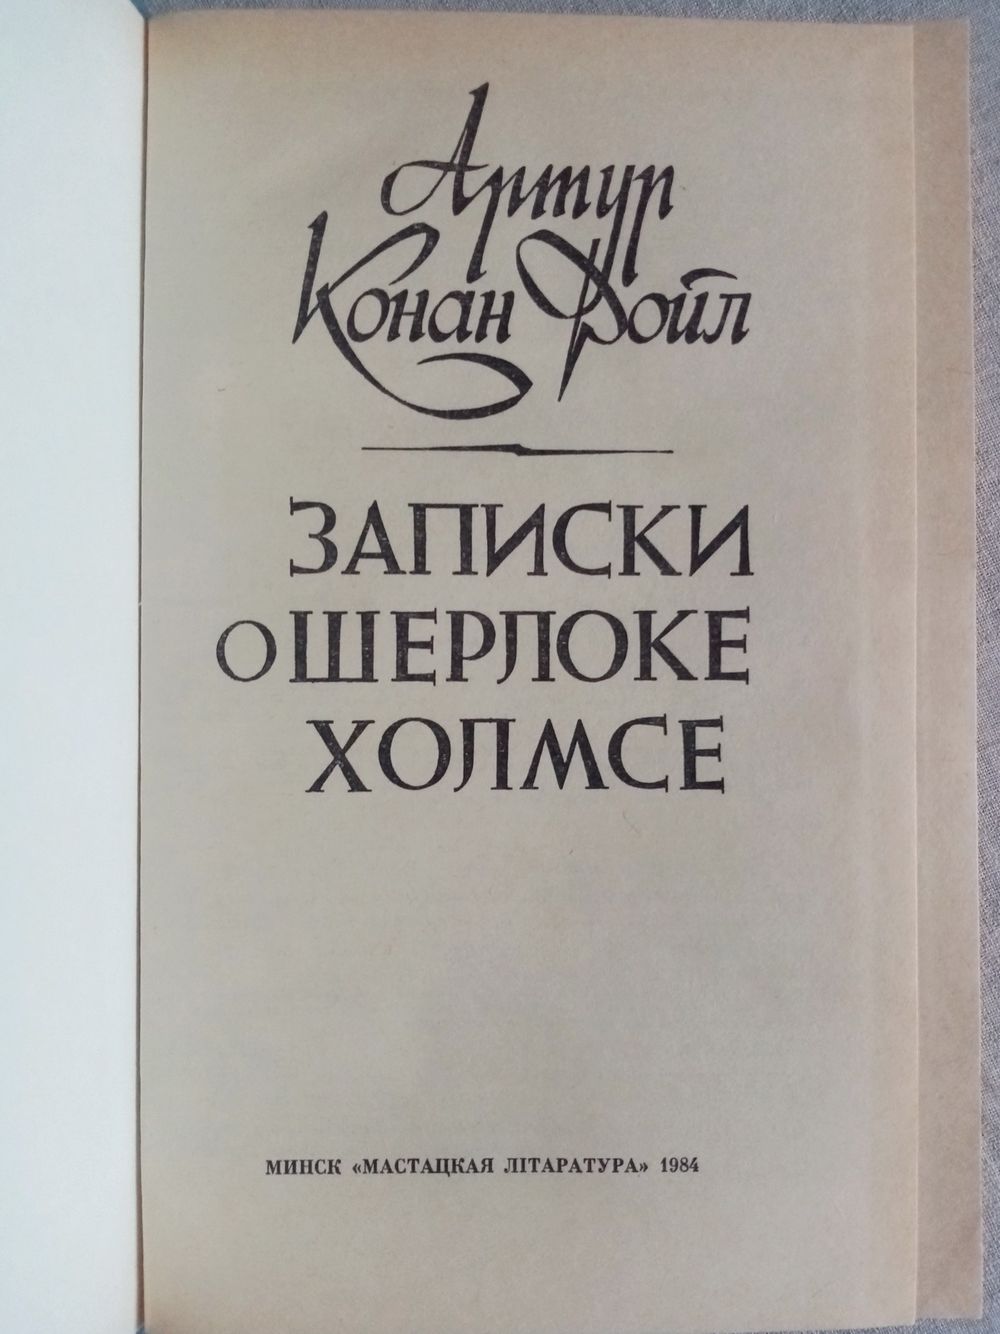 Артур
Конан Дойл
ЗАПИСКИ
О ШЕРЛОКЕ
ХОЛМСЕ
МИНСК «МАСТАЦКАЯ ЛІТАРАТУРА» 1984